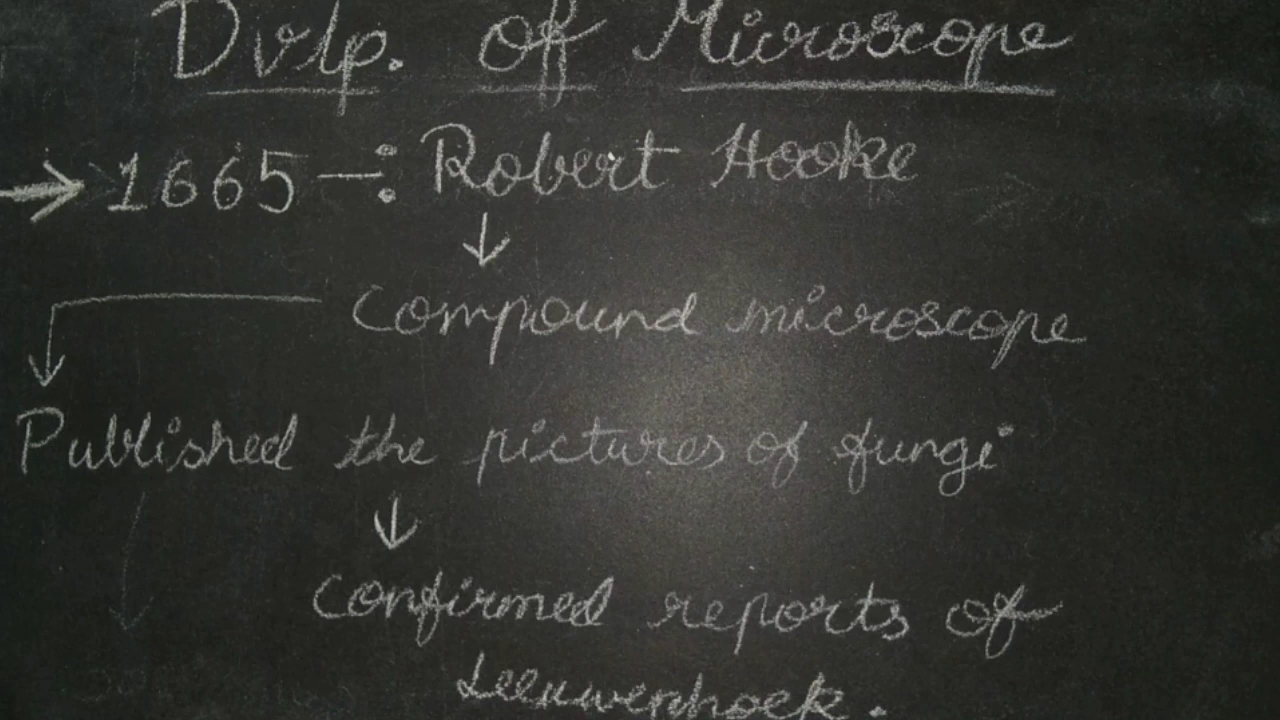 Dvlp. of Microscope
→ 1665 -: Robert Hooke
↓
Compound microscope
↓
Published the pictures of fungi
↓
Confirmed reports of
Leeuwenhoek.